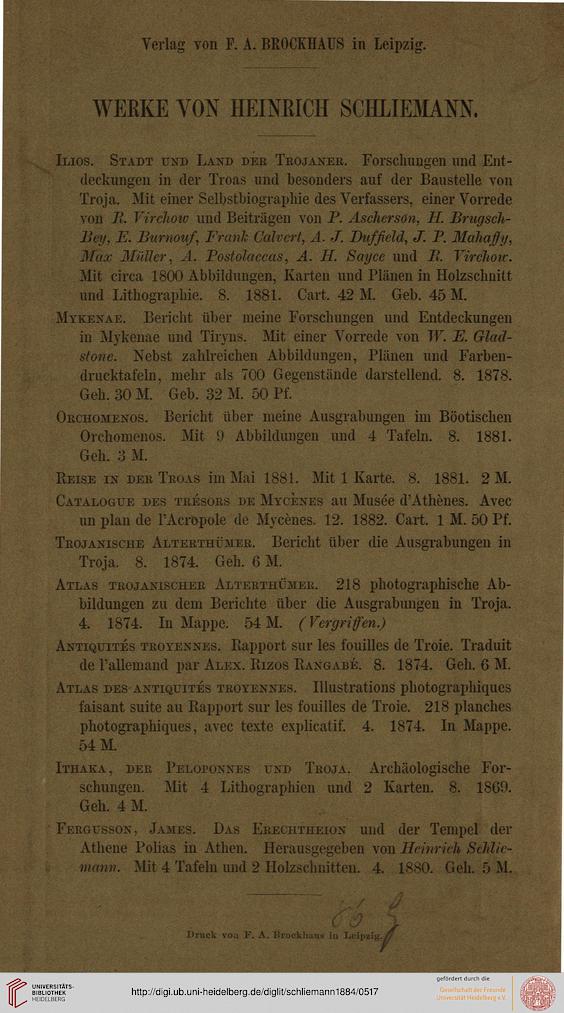 Verlag von F. A. BROCKHAUS in Leipzig.
WERKE VON HEINRICH SCHLIEMANN.
ILIOS. STADT UND LAND DER TROJANER. Forschungen und Ent-
deckungen in der Troas und besonders auf der Baustelle von
Troja. Mit einer Selbstbiographie des Verfassers, einer Vorrede
von R. Virchow und Beiträgen von P. Ascherson, H. Brugsch-
Bey, E. Burnouf, Frank Calvert, A. J. Duffield, J. P. Mahaffy,
Max Müller, A. Postolaccas, A. H. Sayce und R. Virchow.
Mit circa 1800 Abbildungen, Karten und Plänen in Holzschnitt
und Lithographie. 8. 1881. Cart. 42 M. Geb. 45 M.
MYKENAE. Bericht über meine Forschungen und Entdeckungen
in Mykenae und Tiryns. Mit einer Vorrede von W. E. Glad-
stone. Nebst zahlreichen Abbildungen, Plänen und Farben-
drucktafeln, mehr als 700 Gegenstände darstellend. 8. 1878.
Geh. 30 M. Geb. 32 M. 50 Pf.
ORCHOMENOS. Bericht über meine Ausgrabungen im Böotischen
Orchomenos. Mit 9 Abbildungen und 4 Tafeln. 8. 1881.
Geh. 3 M.
REISE IN DER TROAS im Mai 1881. Mit 1 Karte. 8. 1881. 2 M.
CATALOGUE DES TRÉSORS DE MYCÈNES au Musée d'Athènes. Avec
un plan de l'Acropole de Mycènes. 12. 1882. Cart. 1 M. 50 Pf.
TROJANISCHE ALTERTHÜMER. Bericht über die Ausgrabungen in
Troja. 8. 1874. Geh. 6 M.
ATLAS TROJANISCHER ALTERTHÜMER. 218 photographische Ab-
bildungen zu dem Berichte über die Ausgrabungen in Troja.
4. 1874. In Mappe. 54 M. (Vergriffen.)
ANTIQUITÉS TROYENNES. Rapport sur les fouilles de Troie. Traduit
de l'allemand par ALEX. RIZOS RANGABÉ. 8. 1874. Geh. 6 M.
ATLAS DES ANTIQUITÉS TROYENNES. Illustrations photographiques
faisant suite au Rapport sur les fouilles de Troie. 218 planches
photographiques, avec texte explicatif. 4. 1874. In Mappe.
54 M.
ITHAKA, DER PELOPONNES UND TROJA. Archäologische For-
schungen. Mit 4 Lithographien und 2 Karten. 8. 1869.
Geh. 4 M.
FERGUSSON, JAMES. DAS ERECHTHEION und der Tempel der
Athene Polias in Athen. Herausgegeben von Heinrich Schlie-
mann. Mit 4 Tafeln und 2 Holzschnitten. 4. 1880. Geh. 5 M.
Druck von F. A. Brockhaus in Leipzig.
UNIVERSITÄTS-
BIBLIOTHEK
HEIDELBERG
http://digi.ub.uni-heidelberg.de/diglit/schliemann1884/0517
gefördert durch die
Gesellschaft der Freunde
Universität Heidelberg e.V.